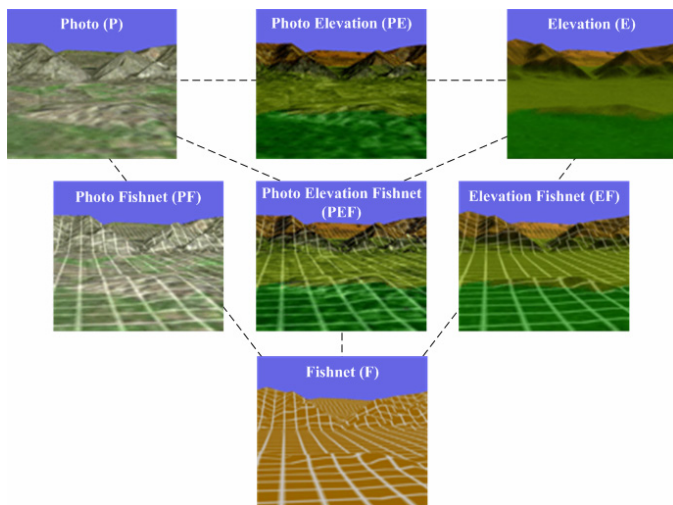 Photo (P)
Photo Elevation (PE)
Elevation (E)
Photo Fishnet (PF)
Photo Elevation Fishnet
(PEF)
Elevation Fishnet (EF)
Fishnet (F)